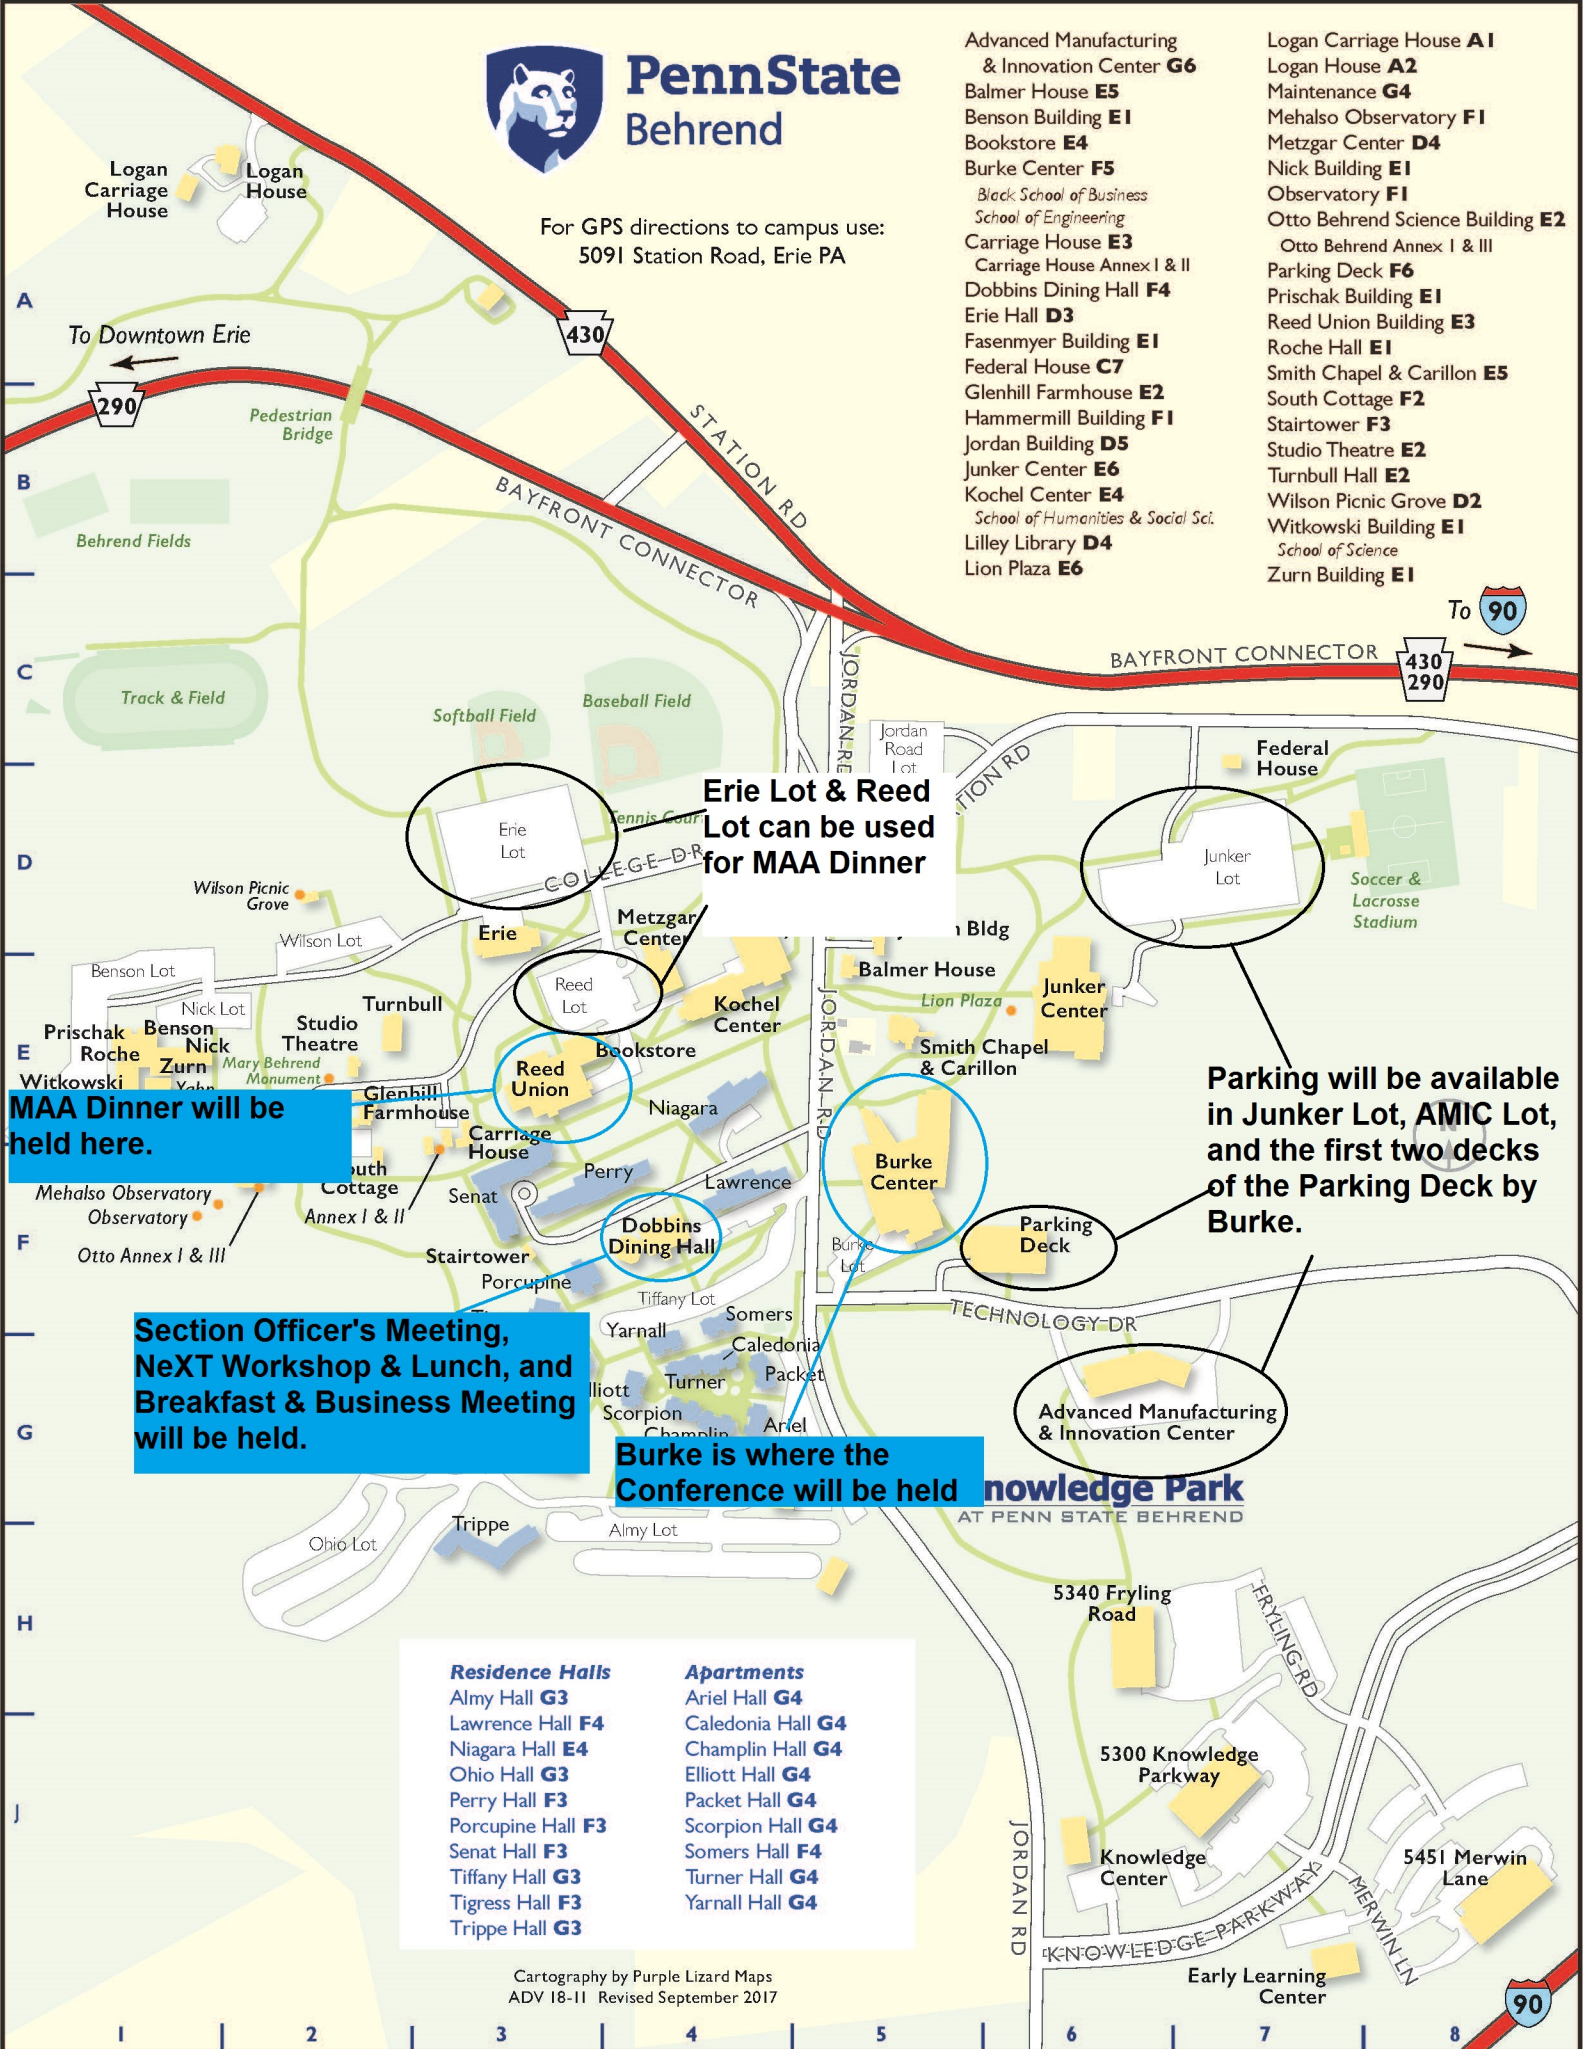 PennState
Behrend
For GPS directions to campus use:
5091 Station Road, Erie PA
Advanced Manufacturing
& Innovation Center G6
Balmer House E5
Benson Building E1
Bookstore E4
Burke Center F5
Black School of Business
School of Engineering
Carriage House E3
Carriage House Annex I & II
Dobbins Dining Hall F4
Erie Hall D3
Fasenmyer Building E1
Federal House C7
Glenhill Farmhouse E2
Hammermill Building F1
Jordan Building D5
Junker Center E6
Kochel Center E4
School of Humanities & Social Sci.
Lilley Library D4
Lion Plaza E6
Logan Carriage House A1
Logan House A2
Maintenance G4
Mehalso Observatory F1
Metzgar Center D4
Nick Building E1
Observatory F1
Otto Behrend Science Building E2
Otto Behrend Annex I & III
Parking Deck F6
Prischak Building E1
Reed Union Building E3
Roche Hall E1
Smith Chapel & Carillon E5
South Cottage F2
Stairtower F3
Studio Theatre E2
Turnbull Hall E2
Wilson Picnic Grove D2
Witkowski Building E1
School of Science
Zurn Building E1
Logan
Carriage
House
Logan
House
A
To Downtown Erie
430
290
Pedestrian
Bridge
STATION RD
B
BAYFRONT CONNECTOR
Behrend Fields
To 90
BAYFRONT CONNECTOR
430
290
C
Track & Field
Softball Field
Baseball Field
JORDAN RD
Jordan
Road
Lot
Federal
House
Erie Lot & Reed
Lot can be used
for MAA Dinner
Erie
Lot
COLLEGE DR
D
Junker
Lot
Soccer &
Lacrosse
Stadium
Wilson Picnic
Grove
Wilson Lot
Erie
Metzgar
Center
Bldg
Benson Lot
Nick Lot
Reed
Lot
Balmer House
Lion Plaza
Junker
Center
Kochel
Center
Turnbull
Studio
Theatre
Prischak
Benson
Roche
Nick
Zurn
Witkowski
E
Mary Behrend
Monument
Reed
Union
Bookstore
JORDAN RD
Smith Chapel
& Carillon
Parking will be available
in Junker Lot, AMIC Lot,
and the first two decks
of the Parking Deck by
Burke.
N
MAA Dinner will be
held here.
Glenhill
Farmhouse
Carriage
House
Niagara
Cottage
Annex I & II
Senat
Perry
Lawrence
Burke
Center
Mehalso Observatory
Observatory
Otto Annex I & III
F
Stairtower
Dobbins
Dining Hall
Burke
Lot
Parking
Deck
Porcupine
Tiffany Lot
TECHNOLOGY DR
Section Officer's Meeting,
NeXT Workshop & Lunch, and
Breakfast & Business Meeting
will be held.
Yarnall
Somers
Caledonia
Turner
Packet
Scorpion
Champlin
Ariel
G
Advanced Manufacturing
& Innovation Center
Burke is where the
Conference will be held
nowledge Park
AT PENN STATE BEHREND
Ohio Lot
Trippe
Almy Lot
H
5340 Fryling
Road
FRYLING RD
Residence Halls
Almy Hall G3
Lawrence Hall F4
Niagara Hall E4
Ohio Hall G3
Perry Hall F3
Porcupine Hall F3
Senat Hall F3
Tiffany Hall G3
Tigress Hall F3
Trippe Hall G3
Apartments
Ariel Hall G4
Caledonia Hall G4
Champlin Hall G4
Elliott Hall G4
Packet Hall G4
Scorpion Hall G4
Somers Hall F4
Turner Hall G4
Yarnall Hall G4
J
5300 Knowledge
Parkway
JORDAN RD
Knowledge
Center
5451 Merwin
Lane
KNOWLEDGE PARKWAY
MERWIN LN
Early Learning
Center
90
Cartography by Purple Lizard Maps
ADV 18-11 Revised September 2017
1 2 3 4 5 6 7 8